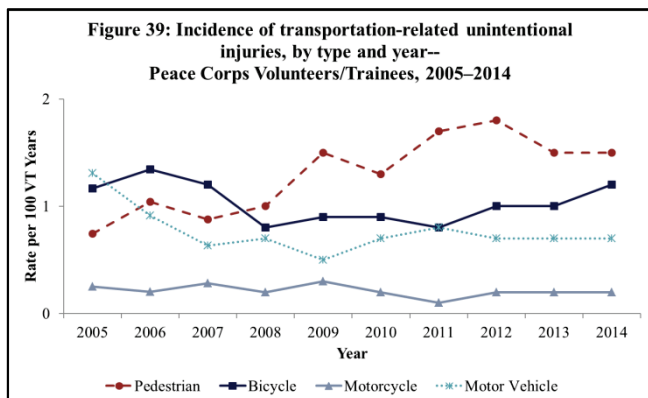 Figure 39: Incidence of transportation-related unintentional
injuries, by type and year--
Peace Corps Volunteers/Trainees, 2005–2014
2
1
0
Rate per 100 VT Years
2005 2006 2007 2008 2009 2010 2011 2012 2013 2014
Year
Pedestrian Bicycle Motorcycle Motor Vehicle